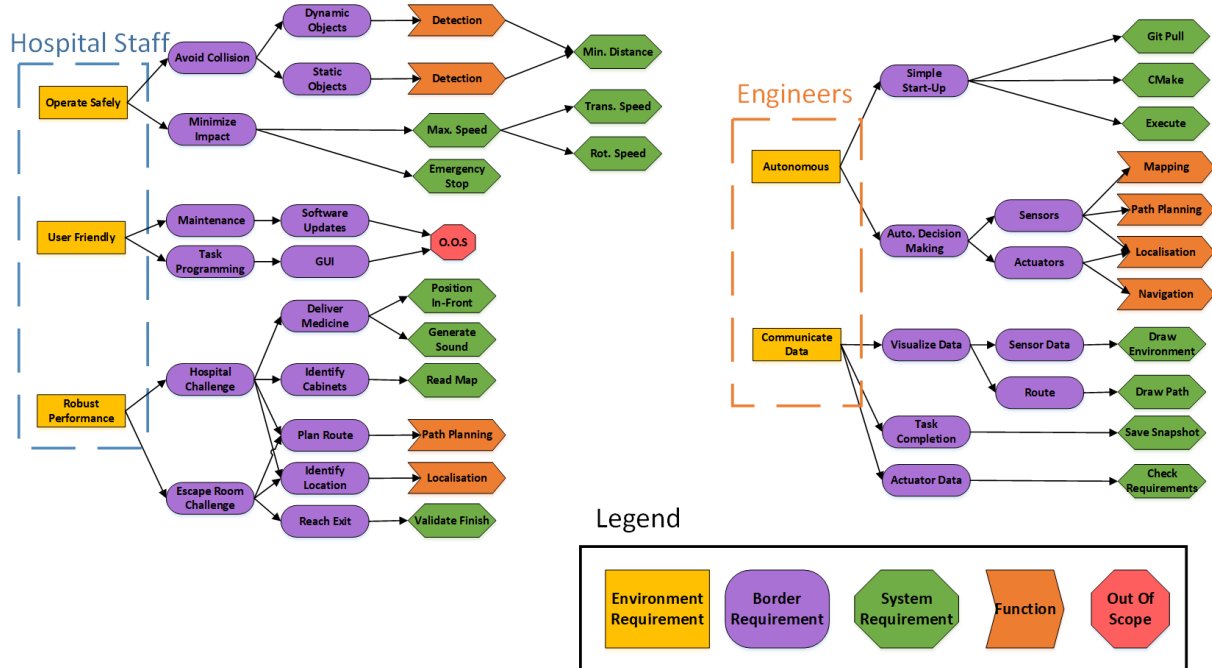 Hospital Staff
Operate Safely
Avoid Collision
Dynamic
Objects
Detection
Static
Objects
Detection
Min. Distance
Minimize
Impact
Max. Speed
Trans. Speed
Rot. Speed
Emergency
Stop
User Friendly
Maintenance
Software
Updates
Task
Programming
GUI
O.O.S
Robust
Performance
Hospital
Challenge
Deliver
Medicine
Position
In-Front
Generate
Sound
Identify
Cabinets
Read Map
Plan Route
Path Planning
Identify
Location
Localisation
Escape Room
Challenge
Reach Exit
Validate Finish
Engineers
Autonomous
Simple
Start-Up
Git Pull
CMake
Execute
Auto. Decision
Making
Sensors
Actuators
Mapping
Path Planning
Localisation
Navigation
Communicate
Data
Visualize Data
Sensor Data
Draw
Environment
Route
Draw Path
Task
Completion
Save Snapshot
Actuator Data
Check
Requirements
Legend
Environment
Requirement
Border
Requirement
System
Requirement
Function
Out Of
Scope